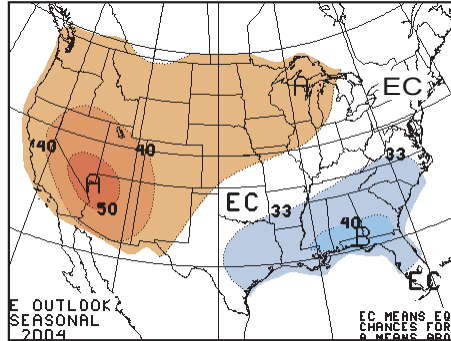 A
EC
40
40
33
A
50
EC
33
40
B
EC
E OUTLOOK
SEASONAL
2004
EC MEANS EQ
CHANCES FOR
A MEANS ABO